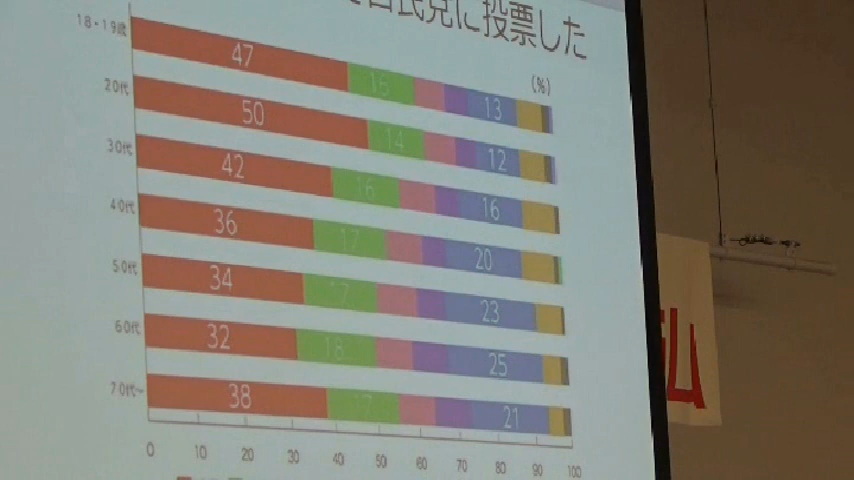 自民党に投票した
(%)
18・19歳 47 16 13
20代 50 14 12
30代 42 16 16
40代 36 17 20
50代 34 17 23
60代 32 18 25
70代~ 38 17 21
0 10 20 30 40 50 60 70 80 90 100